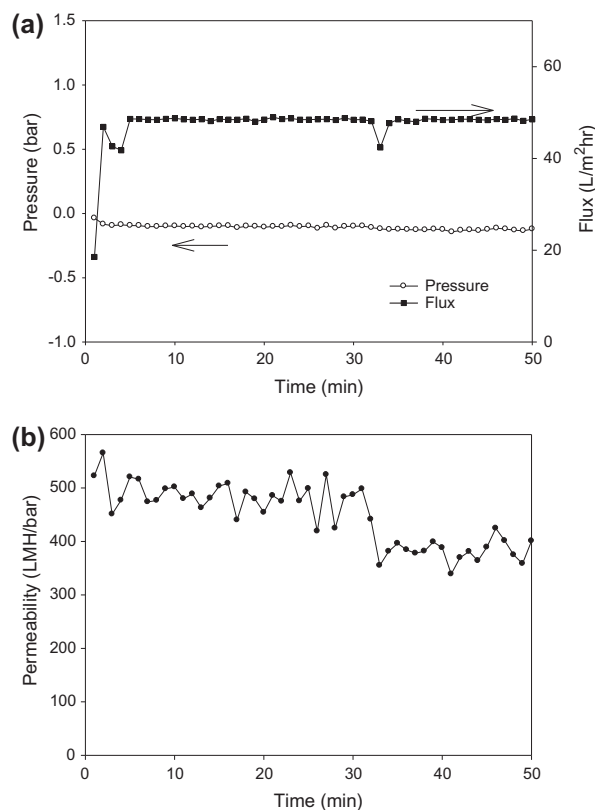 (a)
1.5
1.0
0.5
0.0
-0.5
-1.0
Pressure (bar)
60
40
20
0
Flux (L/m²hr)
Pressure
Flux
0 10 20 30 40 50
Time (min)
(b)
600
500
400
300
200
100
0
Permeability (LMH/bar)
0 10 20 30 40 50
Time (min)